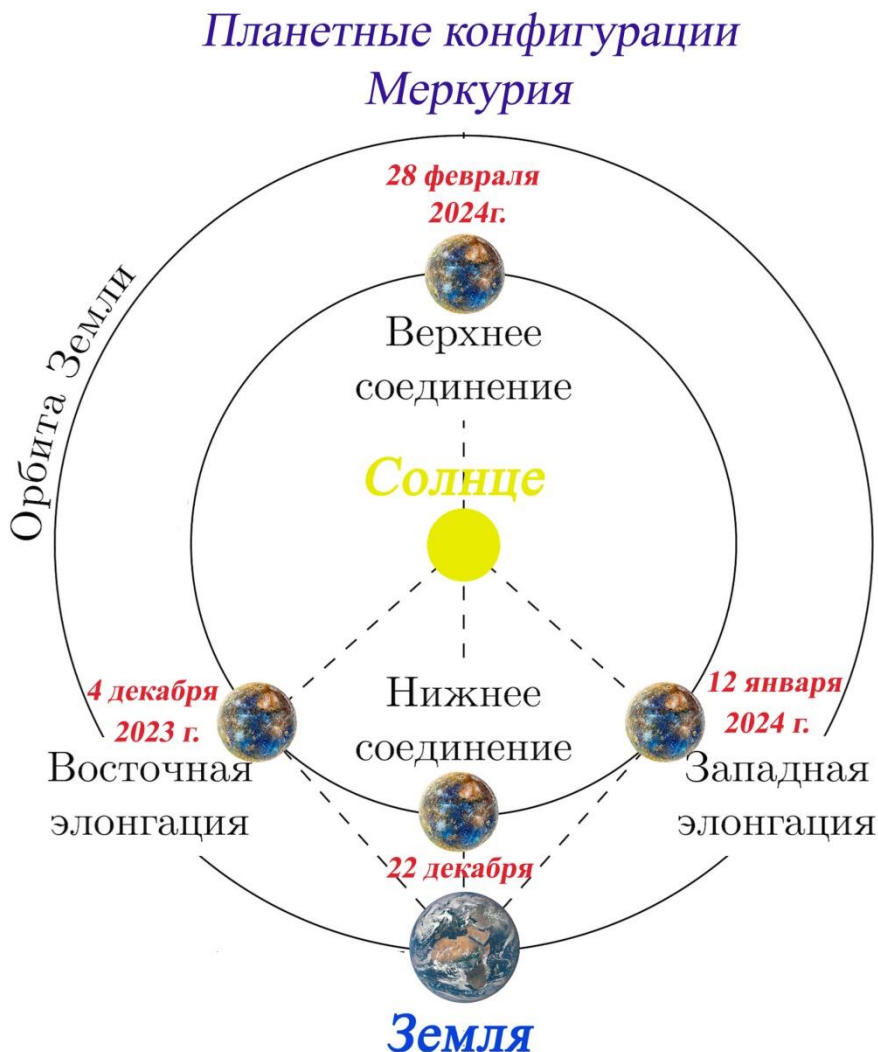 Планетные конфигурации
Меркурия
28 февраля
2024г.
Верхнее
соединение
Орбита Земли
Солнце
4 декабря
2023 г.
Восточная
элонгация
Нижнее
соединение
22 декабря
12 января
2024 г.
Западная
элонгация
Земля